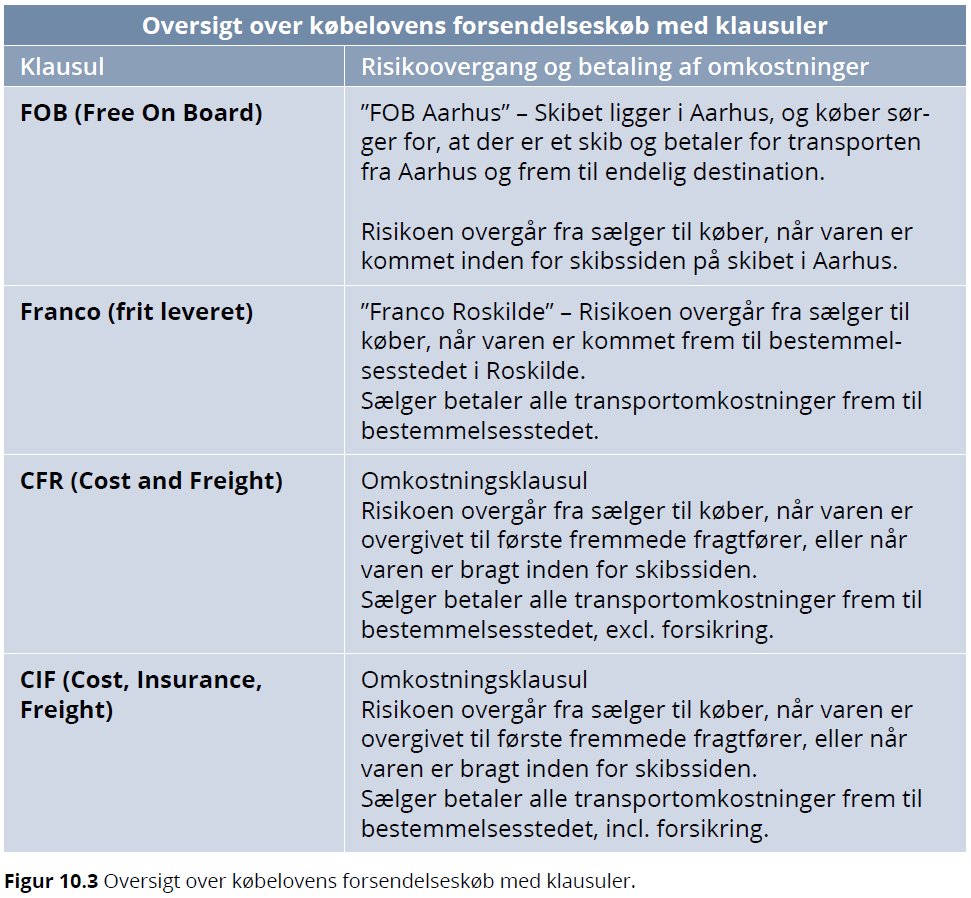 Oversigt over købelovens forsendelseskøb med klausuler
Klausul
Risikoovergang og betaling af omkostninger
FOB (Free On Board)
”FOB Aarhus” – Skibet ligger i Aarhus, og køber sør-
ger for, at der er et skib og betaler for transporten
fra Aarhus og frem til endelig destination.
Risikoen overgår fra sælger til køber, når varen er
kommet inden for skibssiden på skibet i Aarhus.
Franco (frit leveret)
”Franco Roskilde” – Risikoen overgår fra sælger til
køber, når varen er kommet frem til bestemmel-
sesstedet i Roskilde.
Sælger betaler alle transportomkostninger frem til
bestemmelsesstedet.
CFR (Cost and Freight)
Omkostningsklausul
Risikoen overgår fra sælger til køber, når varen er
overgivet til første fremmede fragtfører, eller når
varen er bragt inden for skibssiden.
Sælger betaler alle transportomkostninger frem til
bestemmelsesstedet, excl. forsikring.
CIF (Cost, Insurance,
Freight)
Omkostningsklausul
Risikoen overgår fra sælger til køber, når varen er
overgivet til første fremmede fragtfører, eller når
varen er bragt inden for skibssiden.
Sælger betaler alle transportomkostninger frem til
bestemmelsesstedet, incl. forsikring.
Figur 10.3 Oversigt over købelovens forsendelseskøb med klausuler.